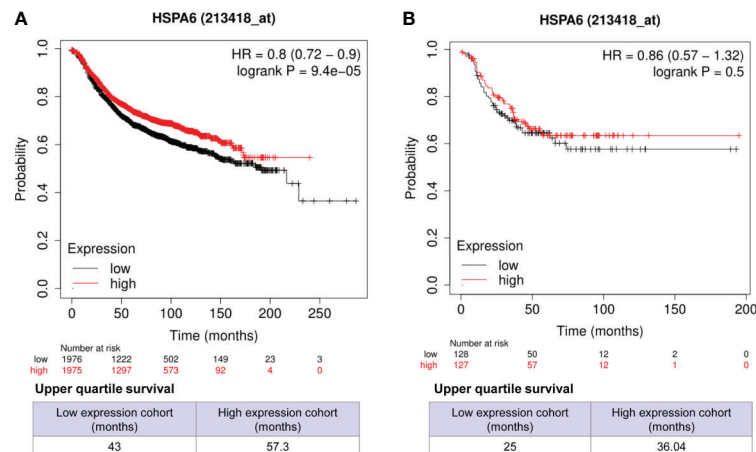 A
HSPA6 (213418_at)
HR = 0.8 (0.72 – 0.9)
logrank P = 9.4e−05
Probability
1.0
0.8
0.6
0.4
0.2
0.0
Expression
low
high
0 50 100 150 200 250
Time (months)
Number at risk
low 1976 1222 502 149 23 3
high 1975 1297 573 92 4 0
Upper quartile survival
Low expression cohort (months) High expression cohort (months)
43 57.3
B
HSPA6 (213418_at)
HR = 0.86 (0.57 – 1.32)
logrank P = 0.5
Probability
1.0
0.8
0.6
0.4
0.2
0.0
Expression
low
high
0 50 100 150 200
Time (months)
Number at risk
low 128 50 12 2 0
high 127 57 12 1 0
Upper quartile survival
Low expression cohort (months) High expression cohort (months)
25 36.04